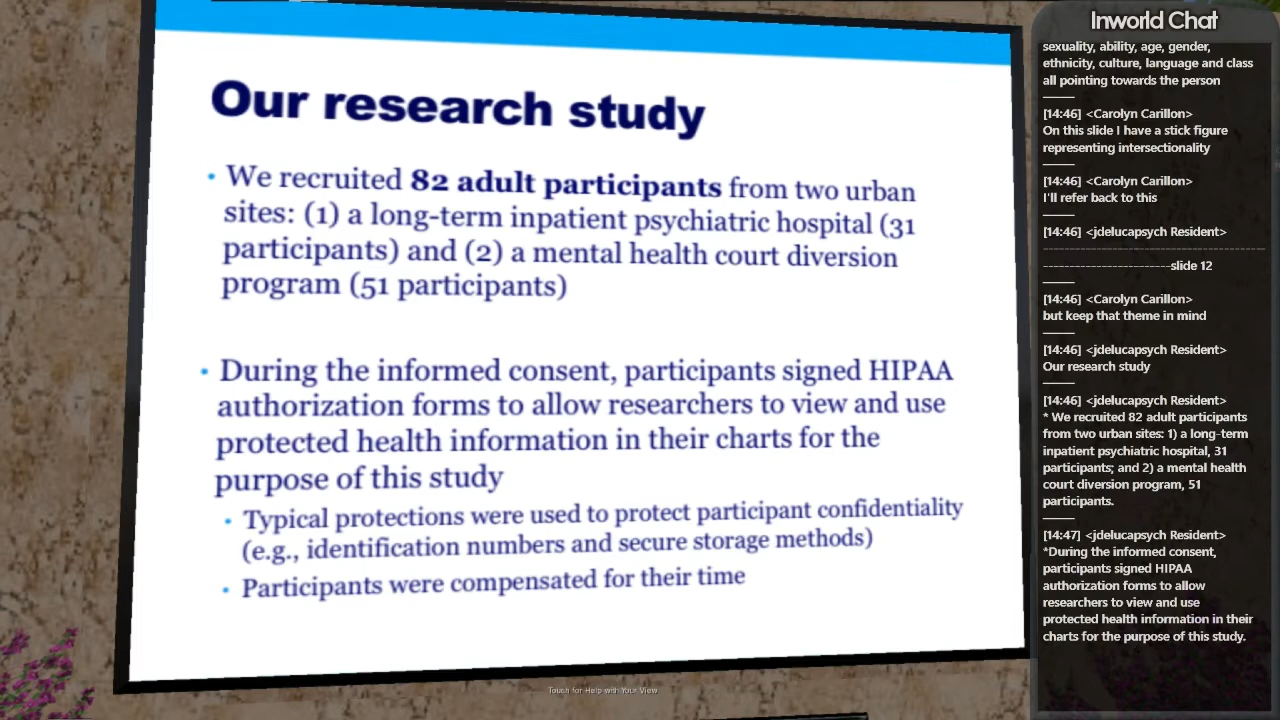 Our research study
• We recruited 82 adult participants from two urban
sites: (1) a long-term inpatient psychiatric hospital (31
participants) and (2) a mental health court diversion
program (51 participants)
• During the informed consent, participants signed HIPAA
authorization forms to allow researchers to view and use
protected health information in their charts for the
purpose of this study
• Typical protections were used to protect participant confidentiality
(e.g., identification numbers and secure storage methods)
• Participants were compensated for their time
Touch for Help with Your View
Inworld Chat
sexuality, ability, age, gender,
ethnicity, culture, language and class
all pointing towards the person
[14:46] <Carolyn Carillon>
On this slide I have a stick figure
representing intersectionality
[14:46] <Carolyn Carillon>
I'll refer back to this
[14:46] <jdelucapsych Resident>
--------------------------------------------
-------------------------slide 12
[14:46] <Carolyn Carillon>
but keep that theme in mind
[14:46] <jdelucapsych Resident>
Our research study
[14:46] <jdelucapsych Resident>
* We recruited 82 adult participants
from two urban sites: 1) a long-term
inpatient psychiatric hospital, 31
participants; and 2) a mental health
court diversion program, 51
participants.
[14:47] <jdelucapsych Resident>
*During the informed consent,
participants signed HIPAA
authorization forms to allow
researchers to view and use
protected health information in their
charts for the purpose of this study.